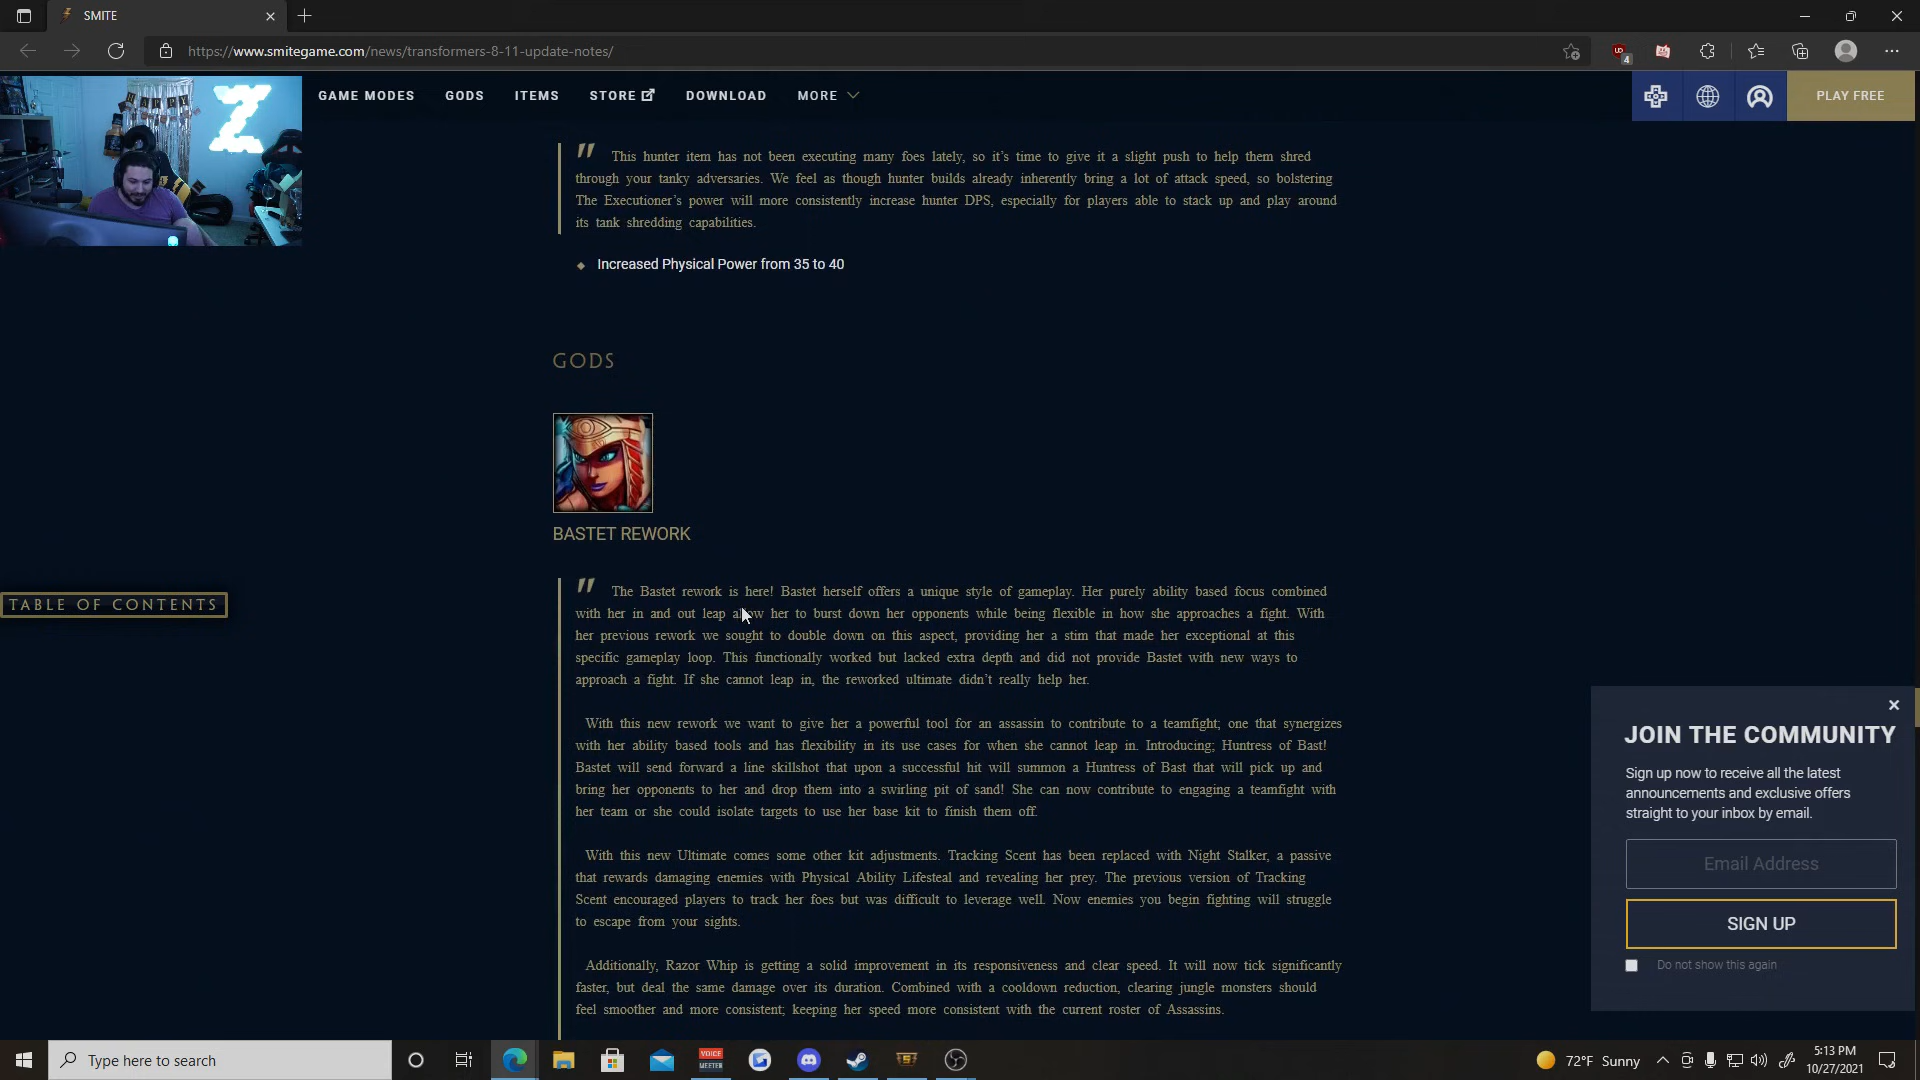 SMITE
https://www.smitegame.com/news/transformers-8-11-update-notes/
4
GAME MODES
GODS
ITEMS
STORE
DOWNLOAD
MORE
PLAY FREE
" This hunter item has not been executing many foes lately, so it's time to give it a slight push to help them shred
through your tanky adversaries. We feel as though hunter builds already inherently bring a lot of attack speed, so bolstering
The Executioner's power will more consistently increase hunter DPS, especially for players able to stack up and play around
its tank shredding capabilities.
Increased Physical Power from 35 to 40
GODS
BASTET REWORK
" The Bastet rework is here! Bastet herself offers a unique style of gameplay. Her purely ability based focus combined
with her in and out leap allow her to burst down her opponents while being flexible in how she approaches a fight. With
her previous rework we sought to double down on this aspect, providing her a stim that made her exceptional at this
specific gameplay loop. This functionally worked but lacked extra depth and did not provide Bastet with new ways to
approach a fight. If she cannot leap in, the reworked ultimate didn't really help her.
With this new rework we want to give her a powerful tool for an assassin to contribute to a teamfight; one that synergizes
with her ability based tools and has flexibility in its use cases for when she cannot leap in. Introducing; Huntress of Bast!
Bastet will send forward a line skillshot that upon a successful hit will summon a Huntress of Bast that will pick up and
bring her opponents to her and drop them into a swirling pit of sand! She can now contribute to engaging a teamfight with
her team or she could isolate targets to use her base kit to finish them off.
With this new Ultimate comes some other kit adjustments. Tracking Scent has been replaced with Night Stalker, a passive
that rewards damaging enemies with Physical Ability Lifesteal and revealing her prey. The previous version of Tracking
Scent encouraged players to track her foes but was difficult to leverage well. Now enemies you begin fighting will struggle
to escape from your sights.
Additionally, Razor Whip is getting a solid improvement in its responsiveness and clear speed. It will now tick significantly
faster, but deal the same damage over its duration. Combined with a cooldown reduction, clearing jungle monsters should
feel smoother and more consistent; keeping her speed more consistent with the current roster of Assassins.
TABLE OF CONTENTS
JOIN THE COMMUNITY
Sign up now to receive all the latest
announcements and exclusive offers
straight to your inbox by email.
Email Address
SIGN UP
Do not show this again
Type here to search
VOICE
MEETER
72°F Sunny
5:13 PM
10/27/2021